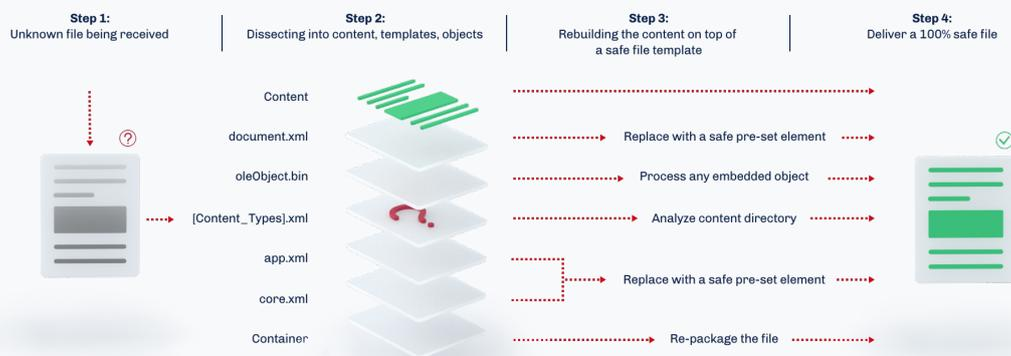 Step 1:
Unknown file being received
Step 2:
Dissecting into content, templates, objects
Step 3:
Rebuilding the content on top of
a safe file template
Step 4:
Deliver a 100% safe file
Content
document.xml
Replace with a safe pre-set element
oleObject.bin
Process any embedded object
[Content_Types].xml
Analyze content directory
app.xml
Replace with a safe pre-set element
core.xml
Container
Re-package the file
?
?